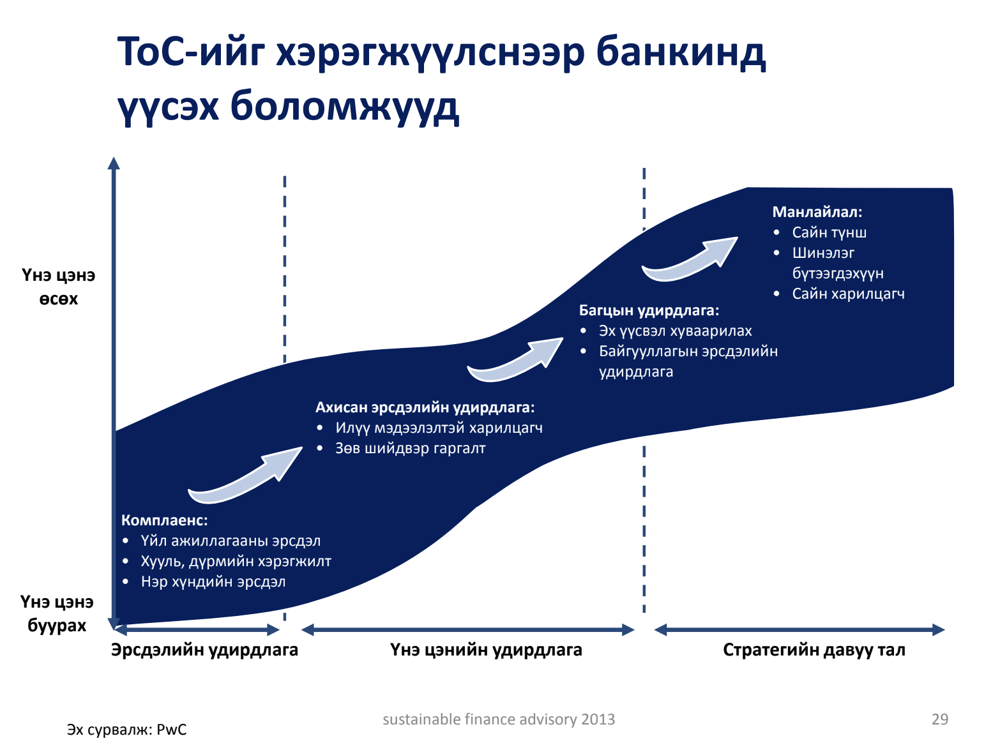 ТоС-ийг хэрэгжүүлснээр банкинд
үүсэх боломжууд
Үнэ цэнэ
өсөх
Манлайлал:
• Сайн түнш
• Шинэлэг
бүтээгдэхүүн
• Сайн харилцагч
Багцын удирдлага:
• Эх үүсвэл хуваарилах
• Байгууллагын эрсдэлийн
удирдлага
Ахисан эрсдэлийн удирдлага:
• Илүү мэдээлэлтэй харилцагч
• Зөв шийдвэр гаргалт
Комплаенс:
• Үйл ажиллагааны эрсдэл
• Хууль, дүрмийн хэрэгжилт
• Нэр хүндийн эрсдэл
Үнэ цэнэ
буурах
Эрсдэлийн удирдлага
Үнэ цэнийн удирдлага
Стратегийн давуу тал
Эх сурвалж: PwC
sustainable finance advisory 2013
29